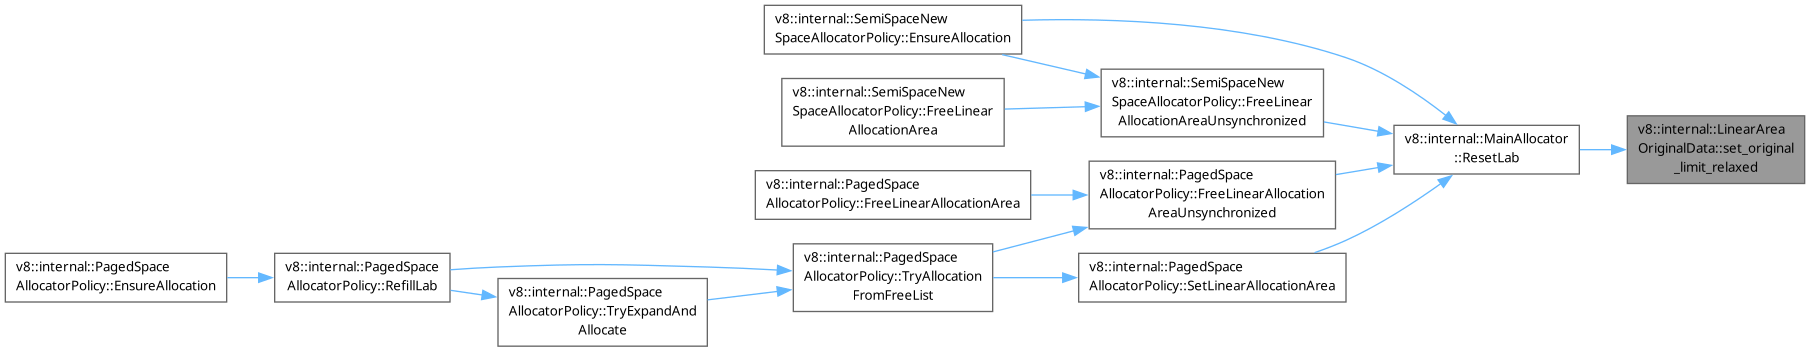 v8::internal::SemiSpaceNew
SpaceAllocatorPolicy::EnsureAllocation
v8::internal::SemiSpaceNew
SpaceAllocatorPolicy::FreeLinear
AllocationAreaUnsynchronized
v8::internal::SemiSpaceNew
SpaceAllocatorPolicy::FreeLinear
AllocationArea
v8::internal::MainAllocator
::ResetLab
v8::internal::LinearArea
OriginalData::set_original
_limit_relaxed
v8::internal::PagedSpace
AllocatorPolicy::FreeLinearAllocation
AreaUnsynchronized
v8::internal::PagedSpace
AllocatorPolicy::FreeLinearAllocationArea
v8::internal::PagedSpace
AllocatorPolicy::EnsureAllocation
v8::internal::PagedSpace
AllocatorPolicy::RefillLab
v8::internal::PagedSpace
AllocatorPolicy::TryExpandAnd
Allocate
v8::internal::PagedSpace
AllocatorPolicy::TryAllocation
FromFreeList
v8::internal::PagedSpace
AllocatorPolicy::SetLinearAllocationArea